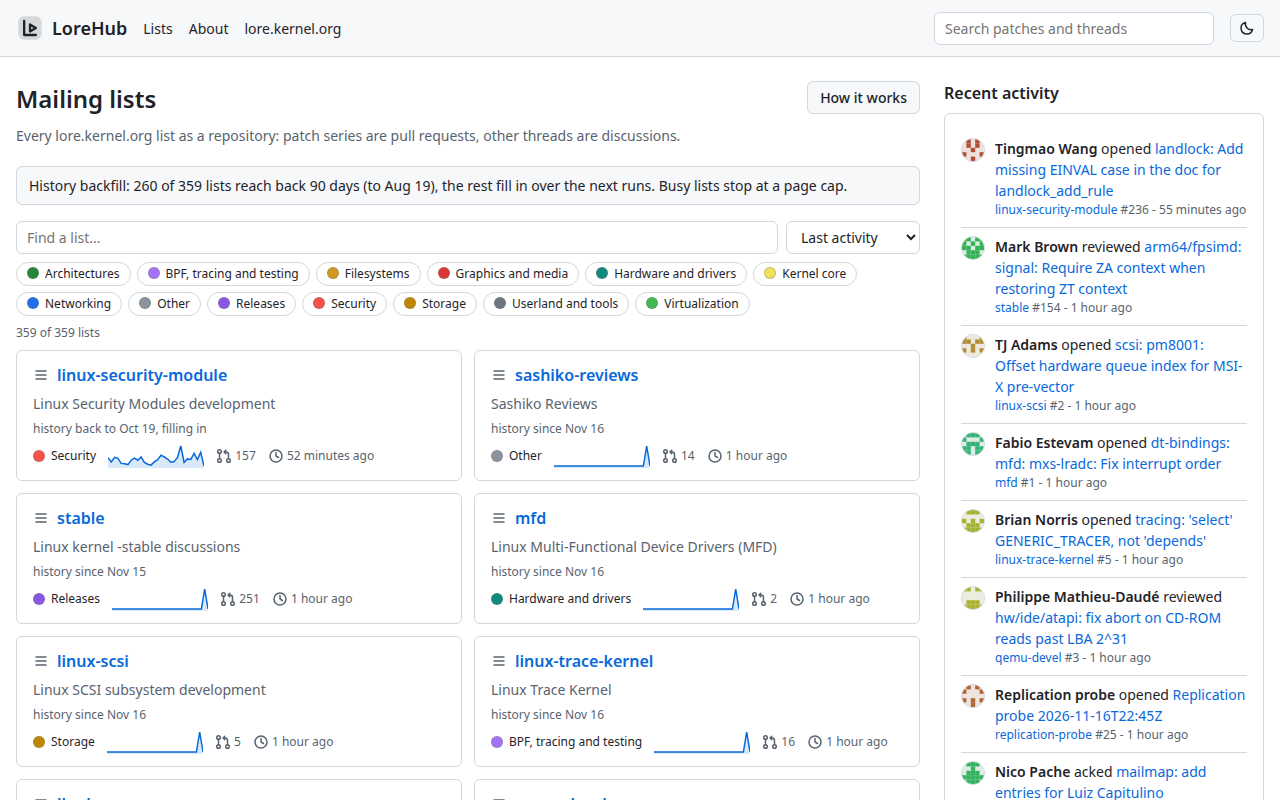 LoreHub Lists About lore.kernel.org
Search patches and threads
Mailing lists
How it works
Every lore.kernel.org list as a repository: patch series are pull requests, other threads are discussions.
History backfill: 260 of 359 lists reach back 90 days (to Aug 19), the rest fill in over the next runs. Busy lists stop at a page cap.
Find a list...
Last activity
Architectures BPF, tracing and testing Filesystems Graphics and media Hardware and drivers Kernel core
Networking Other Releases Security Storage Userland and tools Virtualization
359 of 359 lists
linux-security-module
Linux Security Modules development
history back to Oct 19, filling in
Security 157 52 minutes ago
sashiko-reviews
Sashiko Reviews
history since Nov 16
Other 14 1 hour ago
stable
Linux kernel -stable discussions
history since Nov 15
Releases 251 1 hour ago
mfd
Linux Multi-Functional Device Drivers (MFD)
history since Nov 16
Hardware and drivers 2 1 hour ago
linux-scsi
Linux SCSI subsystem development
history since Nov 16
Storage 5 1 hour ago
linux-trace-kernel
Linux Trace Kernel
history since Nov 16
BPF, tracing and testing 16 1 hour ago
Recent activity
Tingmao Wang opened landlock: Add
missing EINVAL case in the doc for
landlock_add_rule
linux-security-module #236 - 55 minutes ago
Mark Brown reviewed arm64/fpsimd:
signal: Require ZA context when
restoring ZT context
stable #154 - 1 hour ago
TJ Adams opened scsi: pm8001:
Offset hardware queue index for MSI-
X pre-vector
linux-scsi #2 - 1 hour ago
Fabio Estevam opened dt-bindings:
mfd: mxs-lradc: Fix interrupt order
mfd #1 - 1 hour ago
Brian Norris opened tracing: 'select'
GENERIC_TRACER, not 'depends'
linux-trace-kernel #5 - 1 hour ago
Philippe Mathieu-Daudé reviewed
hw/ide/atapi: fix abort on CD-ROM
reads past LBA 2^31
qemu-devel #3 - 1 hour ago
Replication probe opened Replication
probe 2026-11-16T22:45Z
replication-probe #25 - 1 hour ago
Nico Pache acked mailmap: add
entries for Luiz Capitulino